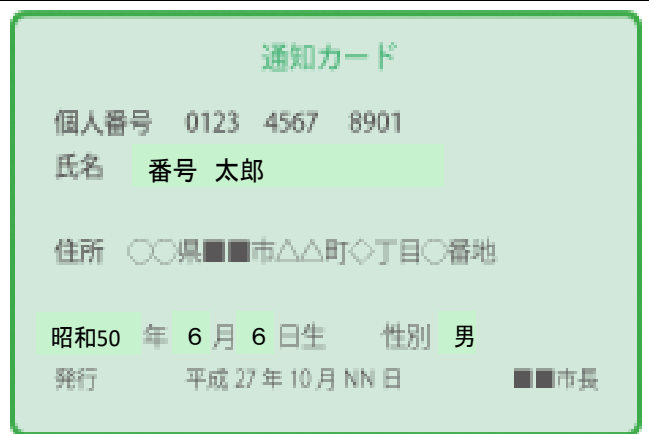 通知カード
個人番号 0123 4567 8901
氏名 番号 太郎
住所 ○○県■■市△△町◇丁目○番地
昭和50 年 6 月 6 日生 性別 男
発行 平成 27 年 10 月 NN 日 ■■市長